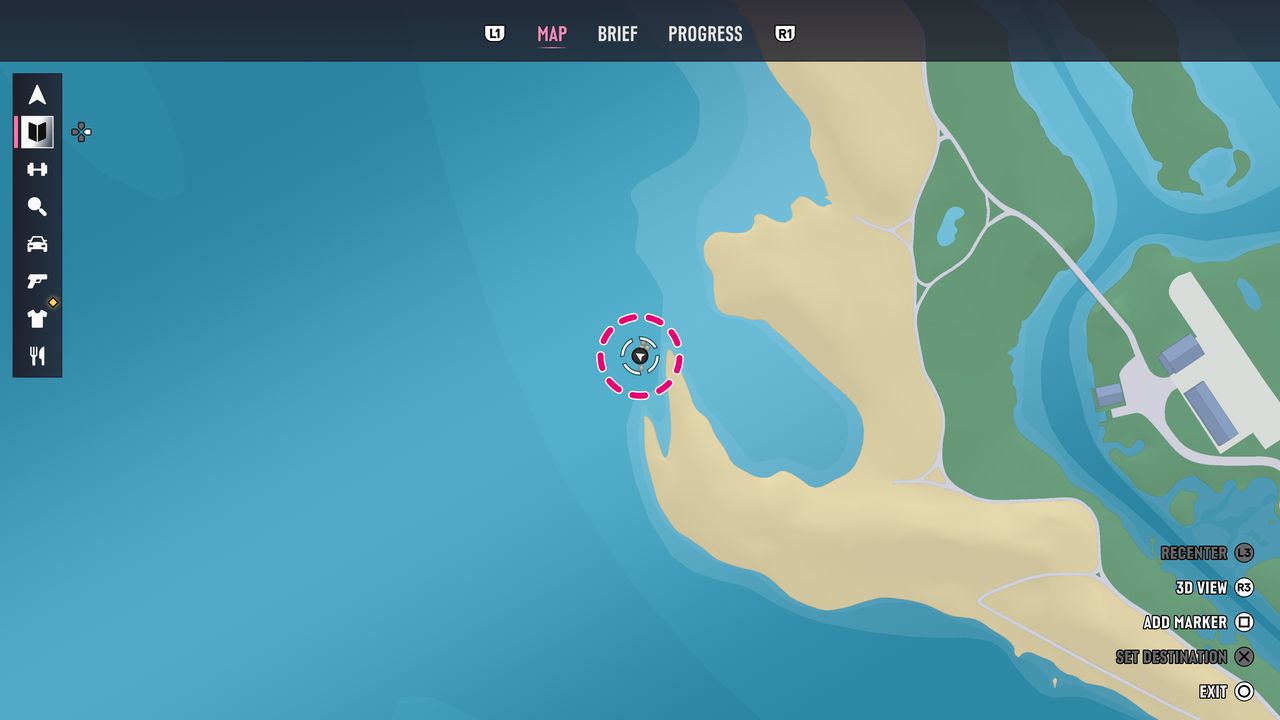 L1 MAP BRIEF PROGRESS R1
RECENTER L3
3D VIEW R3
ADD MARKER
SET DESTINATION
EXIT